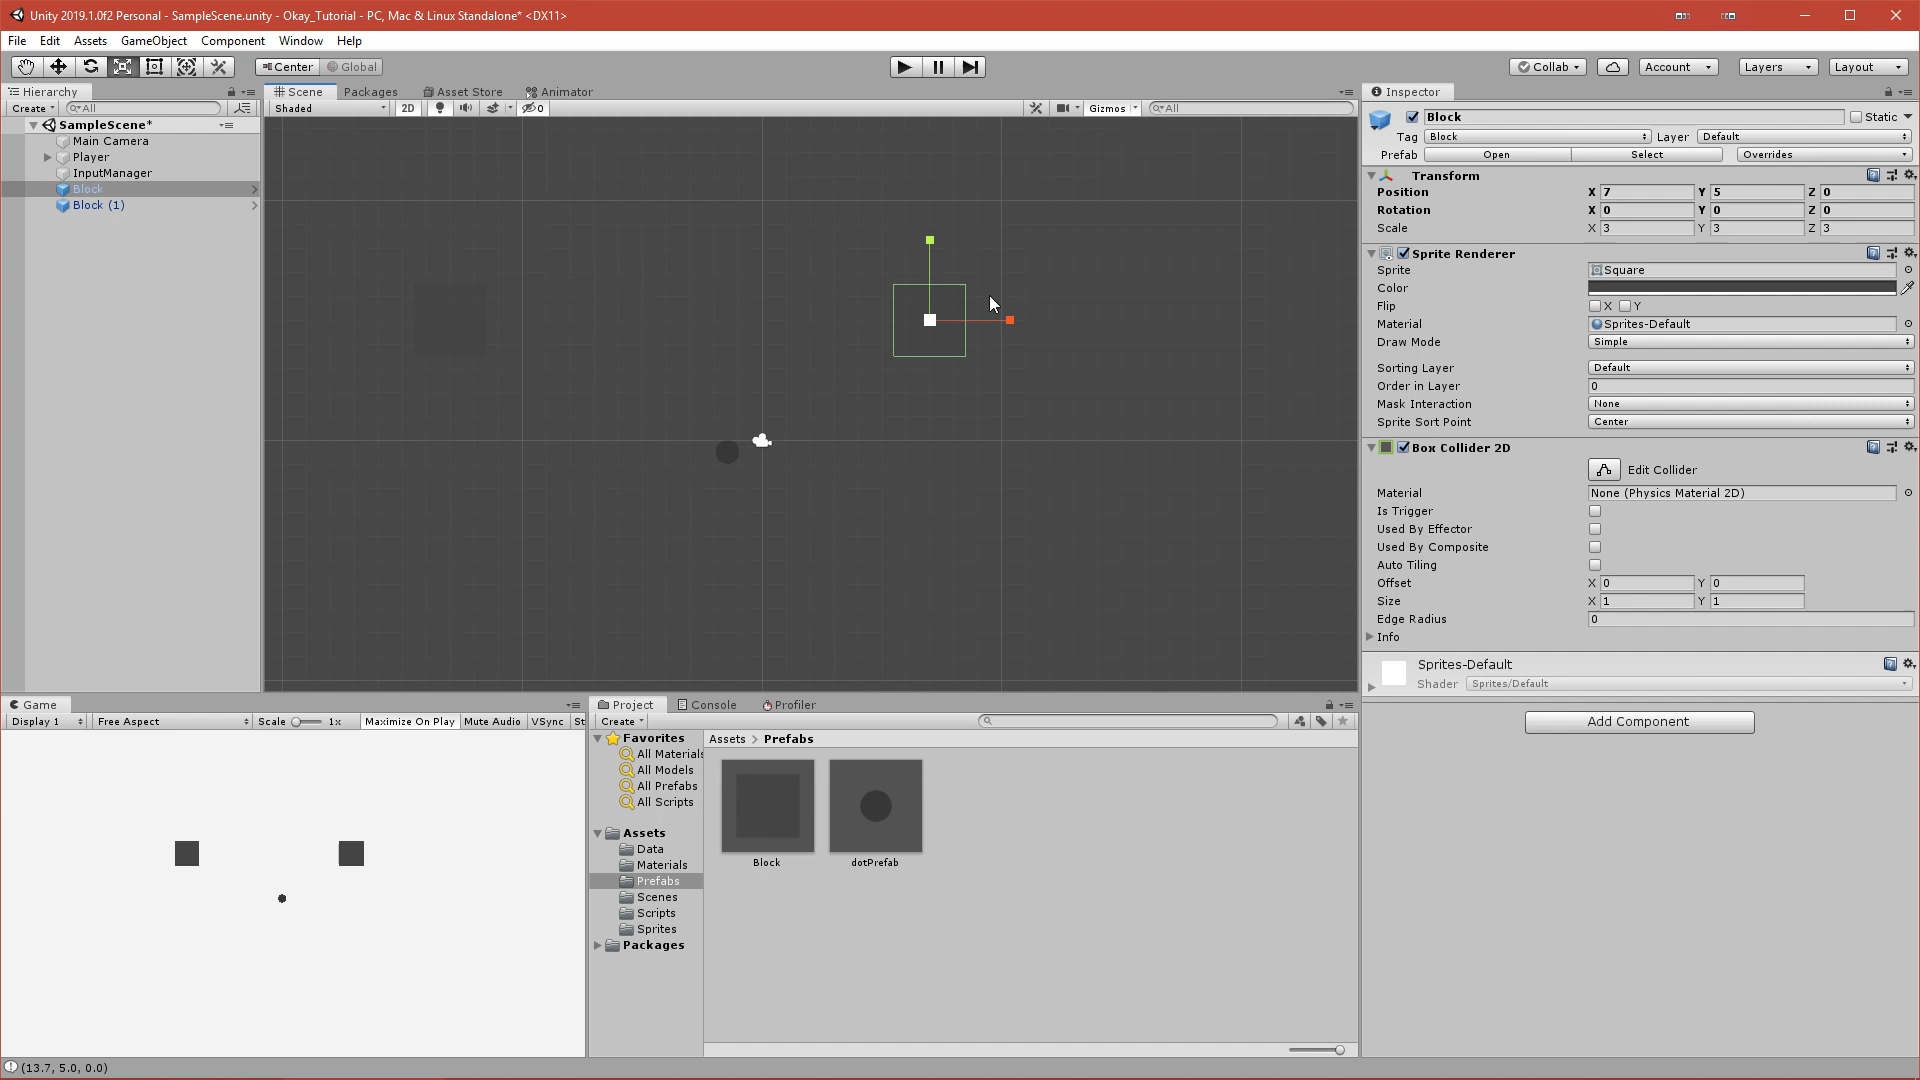 Unity 2019.1.0f2 Personal - SampleScene.unity - Okay_Tutorial - PC, Mac & Linux Standalone* <DX11>
File Edit Assets GameObject Component Window Help
Center Global Collab Account Layers Layout
Hierarchy
Create All
SampleScene*
Main Camera
Player
InputManager
Block
Block (1)
Scene Packages Asset Store Animator
Shaded 2D 0 Gizmos All
Inspector
Block Static
Tag Block Layer Default
Prefab Open Select Overrides
Transform
Position X 7 Y 5 Z 0
Rotation X 0 Y 0 Z 0
Scale X 3 Y 3 Z 3
Sprite Renderer
Sprite Square
Color
Flip X Y
Material Sprites-Default
Draw Mode Simple
Sorting Layer Default
Order in Layer 0
Mask Interaction None
Sprite Sort Point Center
Box Collider 2D
Edit Collider
Material None (Physics Material 2D)
Is Trigger
Used By Effector
Used By Composite
Auto Tiling
Offset X 0 Y 0
Size X 1 Y 1
Edge Radius 0
Info
Sprites-Default
Shader Sprites/Default
Add Component
Game
Display 1 Free Aspect Scale 1x Maximize On Play Mute Audio VSync St
Project Console Profiler
Create
Favorites
All Materials
All Models
All Prefabs
All Scripts
Assets
Data
Materials
Prefabs
Scenes
Scripts
Sprites
Packages
Assets > Prefabs
Block dotPrefab
(13.7, 5.0, 0.0)